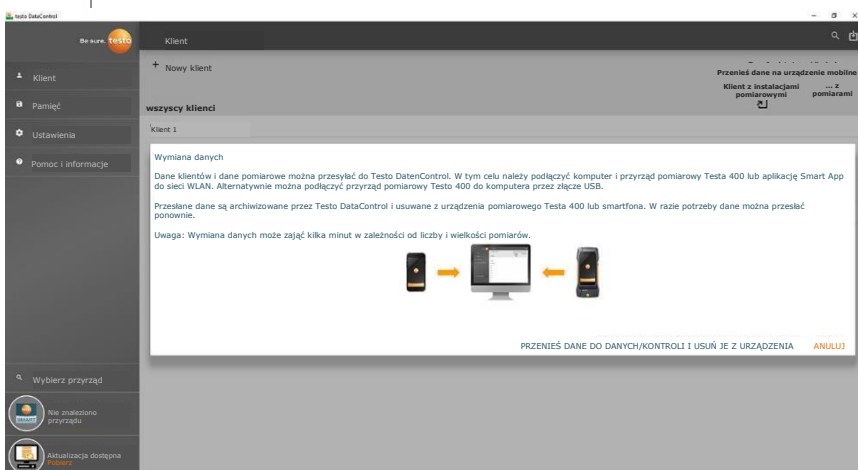 testo DataControl
Be sure. testo
Klient
Klient
Pamięć
Ustawienia
Pomoc i informacje
+ Nowy klient
Przenieś dane na urządzenie mobilne
Klient z instalacjami
pomiarowymi
... z
pomiarami
wszyscy klienci
Klient 1
Wymiana danych
Dane klientów i dane pomiarowe można przesyłać do Testo DatenControl. W tym celu należy podłączyć komputer i przyrząd pomiarowy Testa 400 lub aplikację Smart App
do sieci WLAN. Alternatywnie można podłączyć przyrząd pomiarowy Testo 400 do komputera przez złącze USB.
Przesłane dane są archiwizowane przez Testo DataControl i usuwane z urządzenia pomiarowego Testa 400 lub smartfona. W razie potrzeby dane można przesłać
ponownie.
Uwaga: Wymiana danych może zająć kilka minut w zależności od liczby i wielkości pomiarów.
PRZENIEŚ DANE DO DANYCH/KONTROLI I USUŃ JE Z URZĄDZENIA
ANULUJ
Wybierz przyrząd
SMART
Nie znaleziono
przyrządu
Aktualizacja dostępna
Pobierz